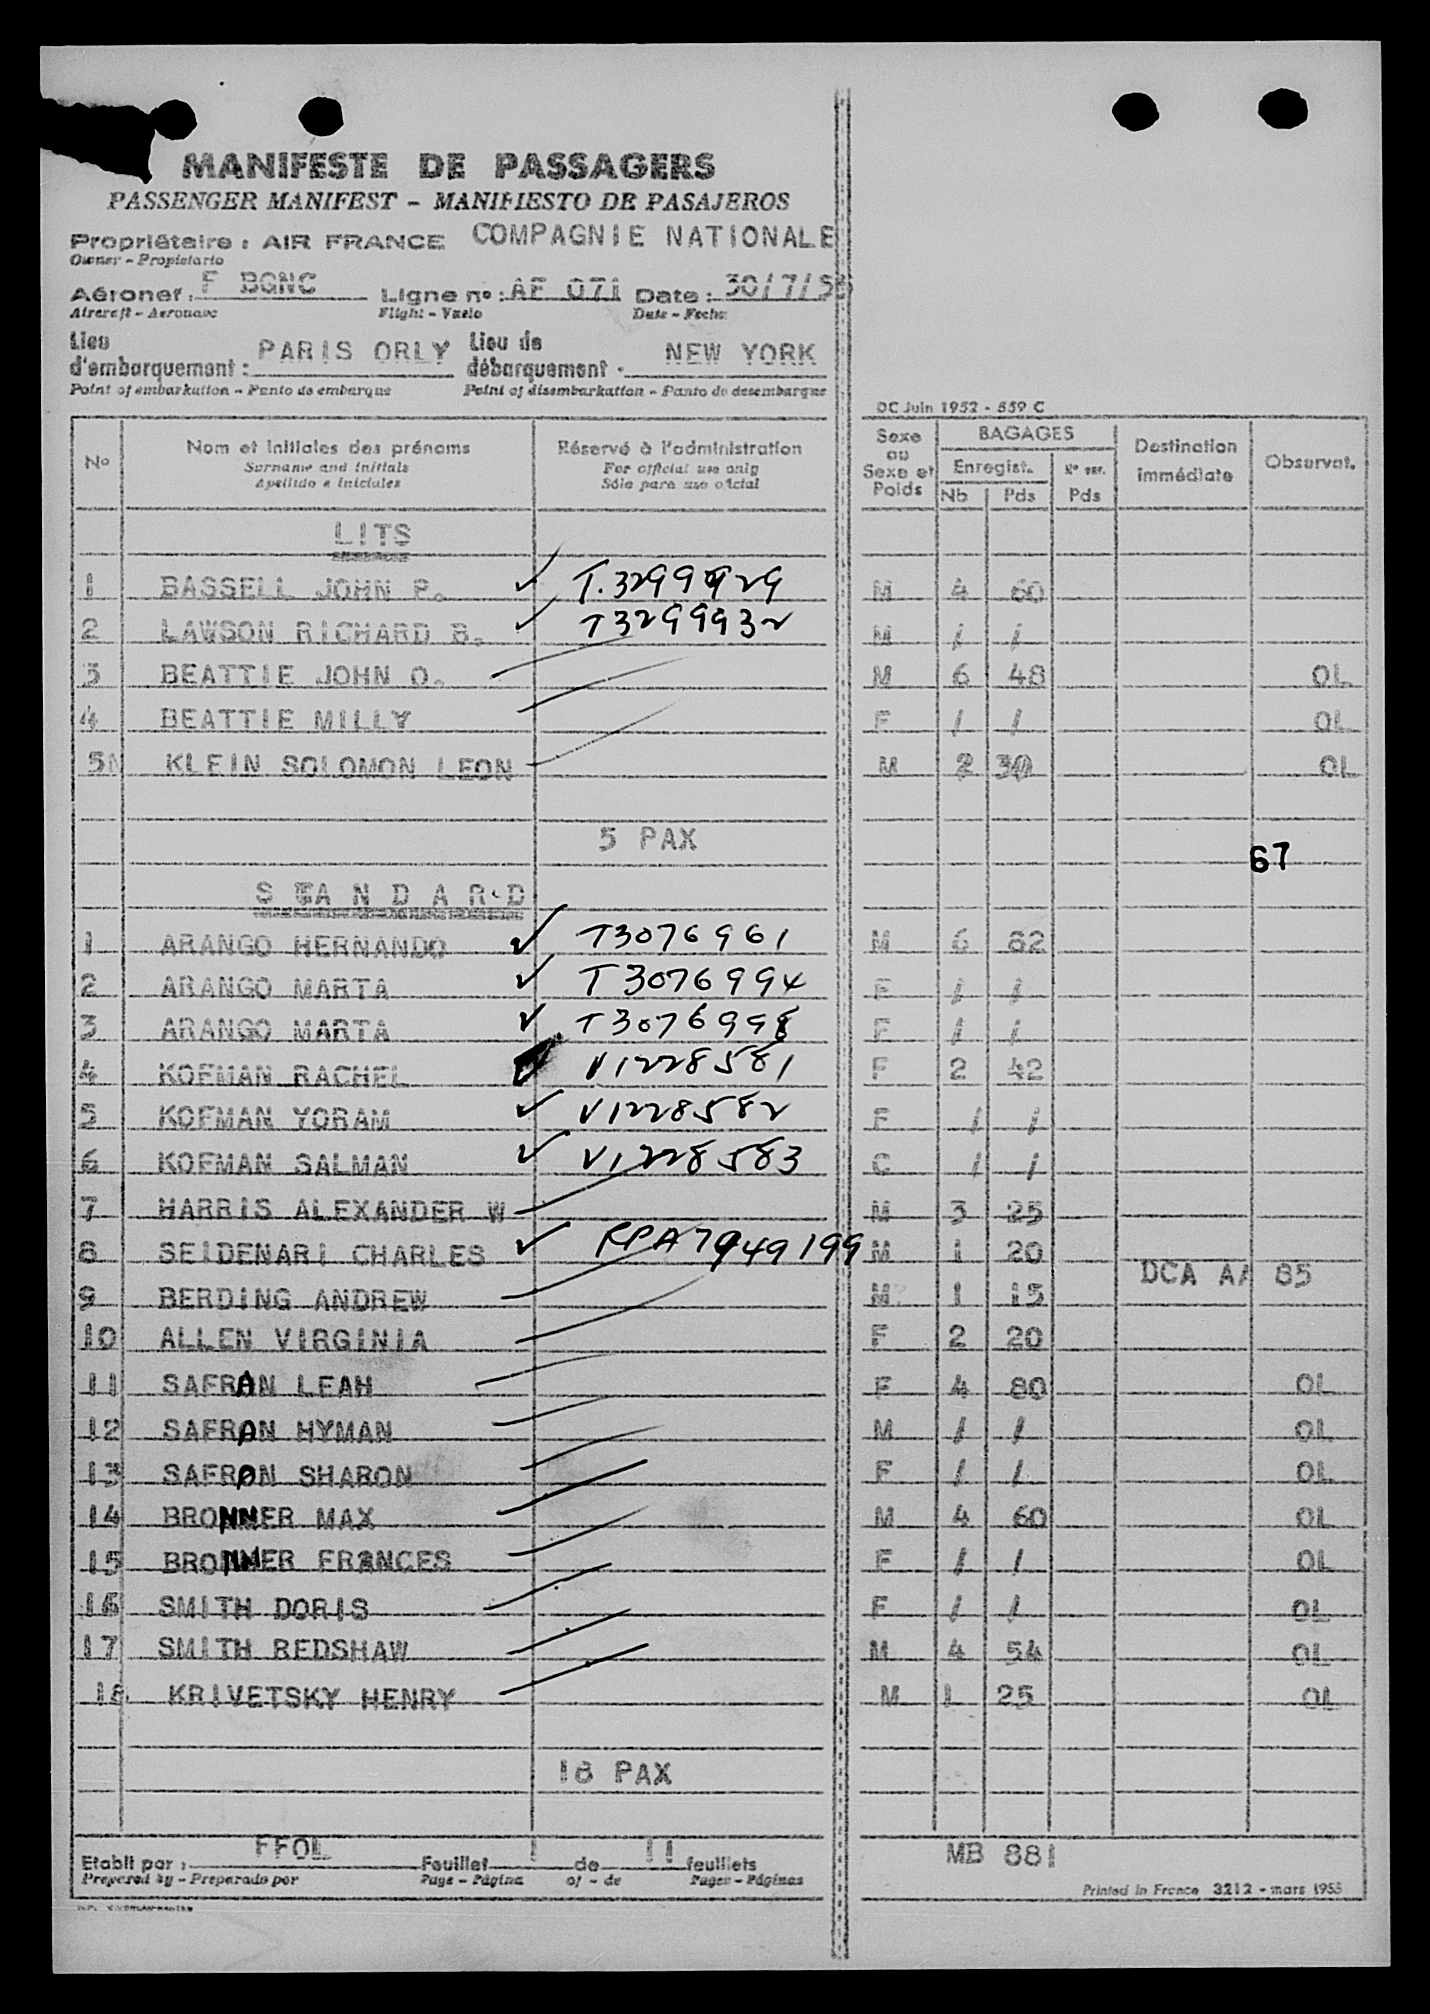 MANIFESTE DE PASSAGERS
PASSENGER MANIFEST - MANIFIESTO DE PASAJEROS
Propriétaire : AIR FRANCE COMPAGNIE NATIONALE
Owner - Propietario
Aéronef : F BGNC Ligne nº : AF 071 Date : 30/7/55
Aircraft - Aeronave Flight - Vuelo Date - Fecha
Lieu d'embarquement : PARIS ORLY Lieu de débarquement : NEW YORK
Point of embarkation - Punto de embarque Point of disembarkation - Punto de desembarque
DC Juin 1952 - 559 C
Nº Nom et initiales des prénoms Réservé à l'administration Sexe ou Sexe et Poids BAGAGES Enregist. Nb Pds Nº enr. Pds Destination immédiate Observat.
Surname and initials For official use only
Apellido e iniciales Sólo para uso oficial
LITS
1 BASSELL JOHN P. T.3299929 M 4 60
2 LAWSON RICHARD B. T3299932 M / /
3 BEATTIE JOHN O. M 6 48 OL
4 BEATTIE MILLY F / / OL
5 KLEIN SOLOMON LEON M 2 30 OL
5 PAX
67
S T A N D A R D
1 ARANGO HERNANDO T3076961 M 6 82
2 ARANGO MARTA T3076994 F / /
3 ARANGO MARTA T3076998 F / /
4 KOFMAN RACHEL V1228581 F 2 42
5 KOFMAN YORAM V1228582 F / /
6 KOFMAN SALMAN V1228583 C / /
7 HARRIS ALEXANDER W M 3 25
8 SEIDENARI CHARLES M 1 20
DCA AA 85
9 BERDING ANDREW M 1 15
10 ALLEN VIRGINIA F 2 20
11 SAFRAN LEAH F 4 80 OL
12 SAFRAN HYMAN M / / OL
13 SAFRAN SHARON F / / OL
14 BRONNER MAX M 4 60 OL
15 BRONNER FRANCES F / / OL
16 SMITH DORIS F / / OL
17 SMITH REDSHAW M 4 54 OL
18 KRIVETSKY HENRY M 1 25 OL
18 PAX
Etabli par : FFOL Feuillet 1 de 11 feuillets MB 881
Prepared by - Preparado por Page - Página of - de Pages - Páginas
Printed in France 3212 - mars 1955